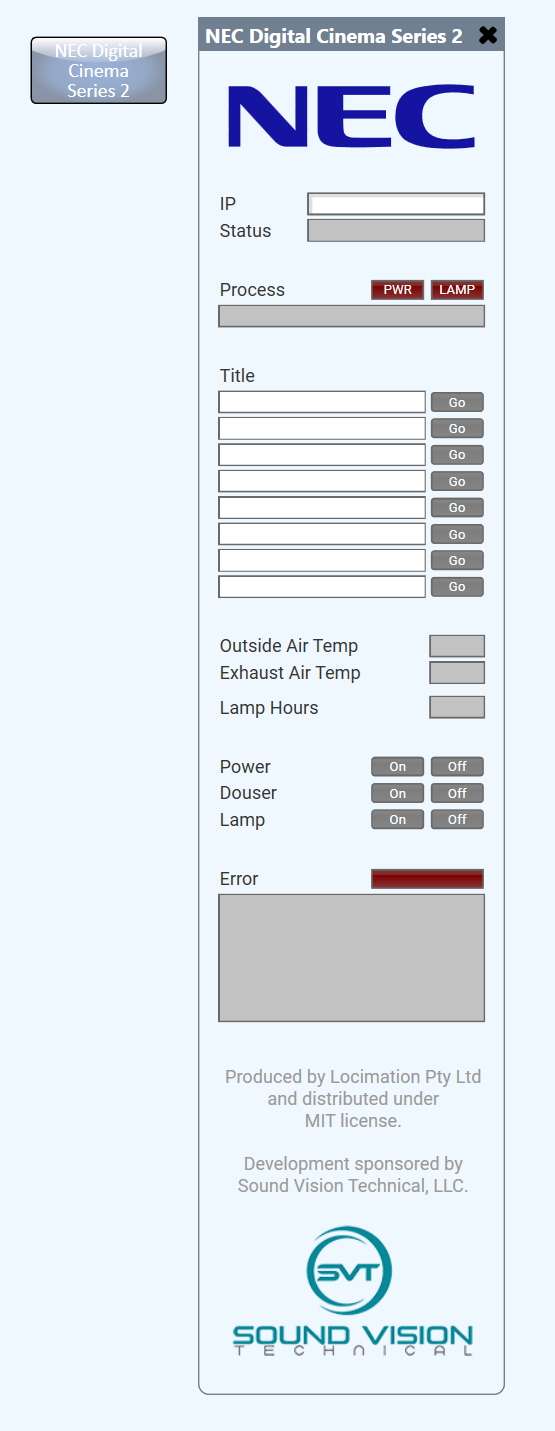 NEC Digital
Cinema
Series 2
NEC Digital Cinema Series 2
NEC
IP
Status
Process PWR LAMP
Title
Go
Go
Go
Go
Go
Go
Go
Go
Outside Air Temp
Exhaust Air Temp
Lamp Hours
Power On Off
Douser On Off
Lamp On Off
Error
Produced by Locimation Pty Ltd
and distributed under
MIT license.
Development sponsored by
Sound Vision Technical, LLC.
SVT
SOUND VISION
TECHNICAL